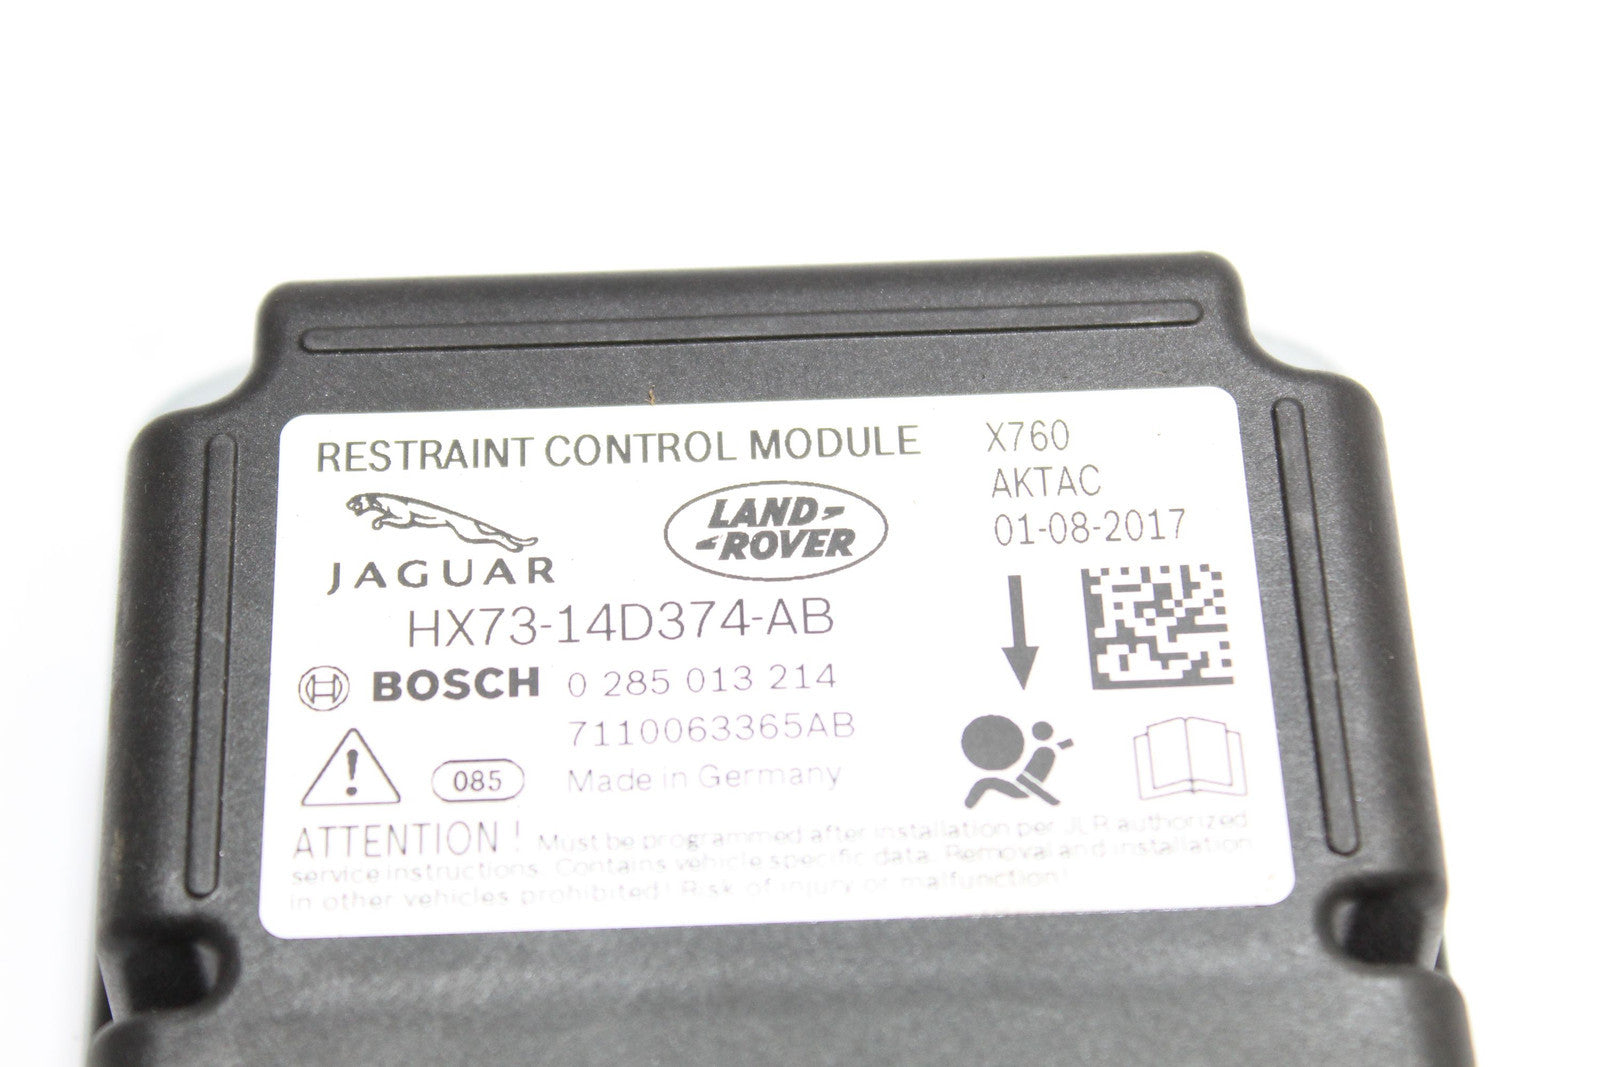 RESTRAINT CONTROL MODULE
X760
AKTAC
01-08-2017
JAGUAR
LAND-
ROVER
HX73-14D374-AB
BOSCH 0 285 013 214
7110063365AB
085
Made in Germany
ATTENTION! Must be programmed after installation per JLR authorized
service instructions. Contains vehicle specific data. Removal and installation
in other vehicles prohibited! Risk of injury or malfunction!